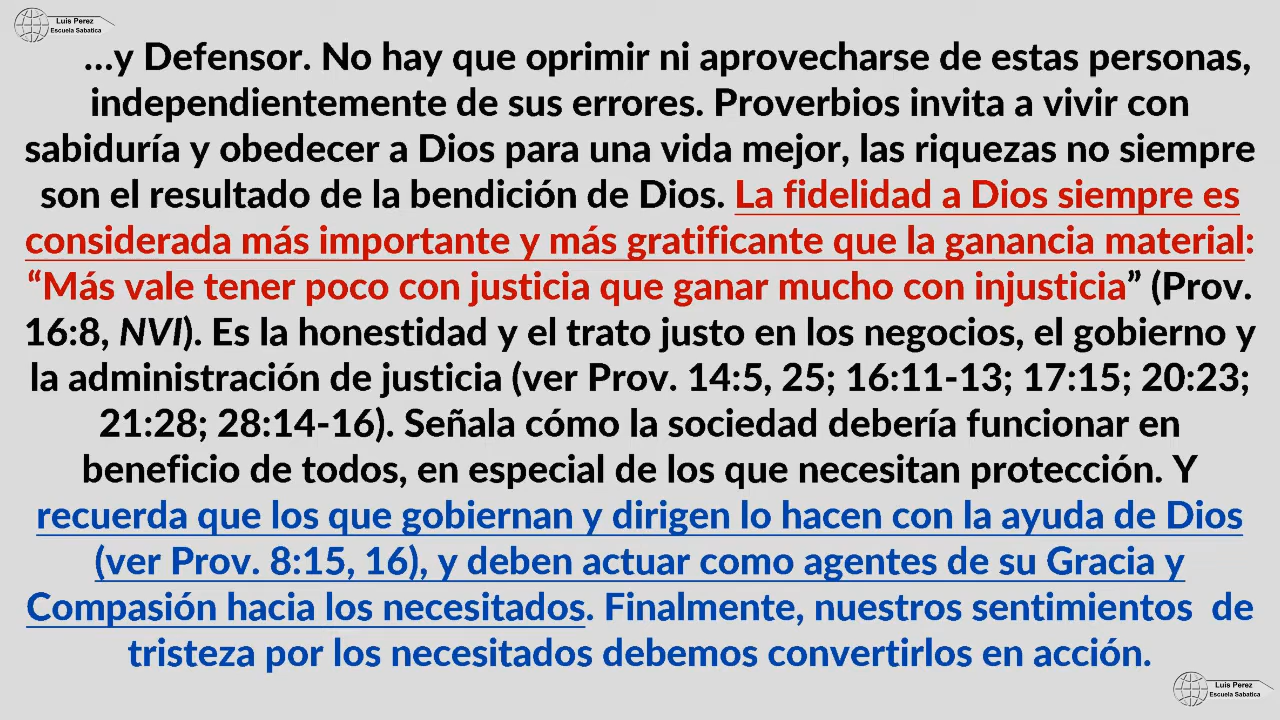 Luis Perez
Escuela Sabatica
...y Defensor. No hay que oprimir ni aprovecharse de estas personas,
independientemente de sus errores. Proverbios invita a vivir con
sabiduría y obedecer a Dios para una vida mejor, las riquezas no siempre
son el resultado de la bendición de Dios. La fidelidad a Dios siempre es
considerada más importante y más gratificante que la ganancia material:
“Más vale tener poco con justicia que ganar mucho con injusticia” (Prov.
16:8, NVI). Es la honestidad y el trato justo en los negocios, el gobierno y
la administración de justicia (ver Prov. 14:5, 25; 16:11-13; 17:15; 20:23;
21:28; 28:14-16). Señala cómo la sociedad debería funcionar en
beneficio de todos, en especial de los que necesitan protección. Y
recuerda que los que gobiernan y dirigen lo hacen con la ayuda de Dios
(ver Prov. 8:15, 16), y deben actuar como agentes de su Gracia y
Compasión hacia los necesitados. Finalmente, nuestros sentimientos de
tristeza por los necesitados debemos convertirlos en acción.
Luis Perez
Escuela Sabatica